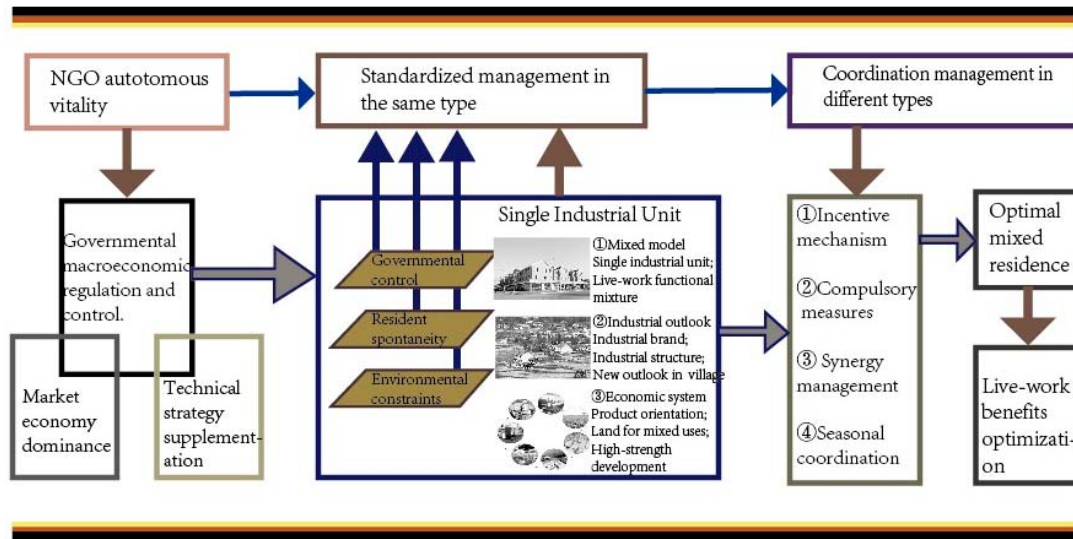 NGO autotomous
vitality
Standardized management in
the same type
Coordination management in
different types
Governmental
macroeconomic
regulation and
control.
Market
economy
dominance
Technical
strategy
supplement-
ation
Single Industrial Unit
Governmental
control
Resident
spontaneity
Environmental
constraints
①Mixed model
Single industrial unit;
Live-work functional
mixture
②Industrial outlook
Industrial brand;
Industrial structure;
New outlook in village
③Economic system
Product orientation;
Land for mixed uses;
High-strength
development
①Incentive
mechanism
②Compulsory
measures
③ Synergy
management
④Seasonal
coordination
Optimal
mixed
residence
Live-work
benefits
optimizati-
on